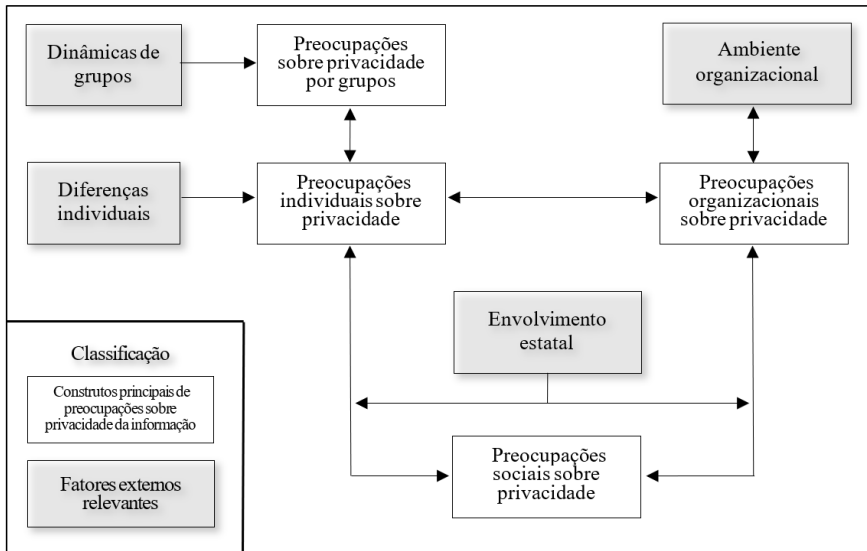 Dinâmicas de
grupos
Preocupações
sobre privacidade
por grupos
Ambiente
organizacional
Diferenças
individuais
Preocupações
individuais sobre
privacidade
Preocupações
organizacionais
sobre privacidade
Envolvimento
estatal
Preocupações
sociais sobre
privacidade
Classificação
Construtos principais de
preocupações sobre
privacidade da informação
Fatores externos
relevantes